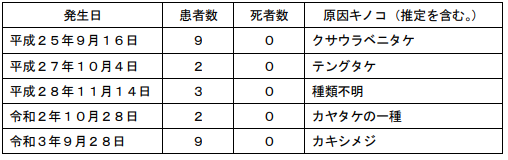 発生日 患者数 死者数 原因キノコ（推定を含む。）
平成２５年９月１６日 ９ ０ クサウラベニタケ
平成２７年１０月４日 ２ ０ テングタケ
平成２８年１１月１４日 ３ ０ 種類不明
令和２年１０月２８日 ２ ０ カヤタケの一種
令和３年９月２８日 ９ ０ カキシメジ